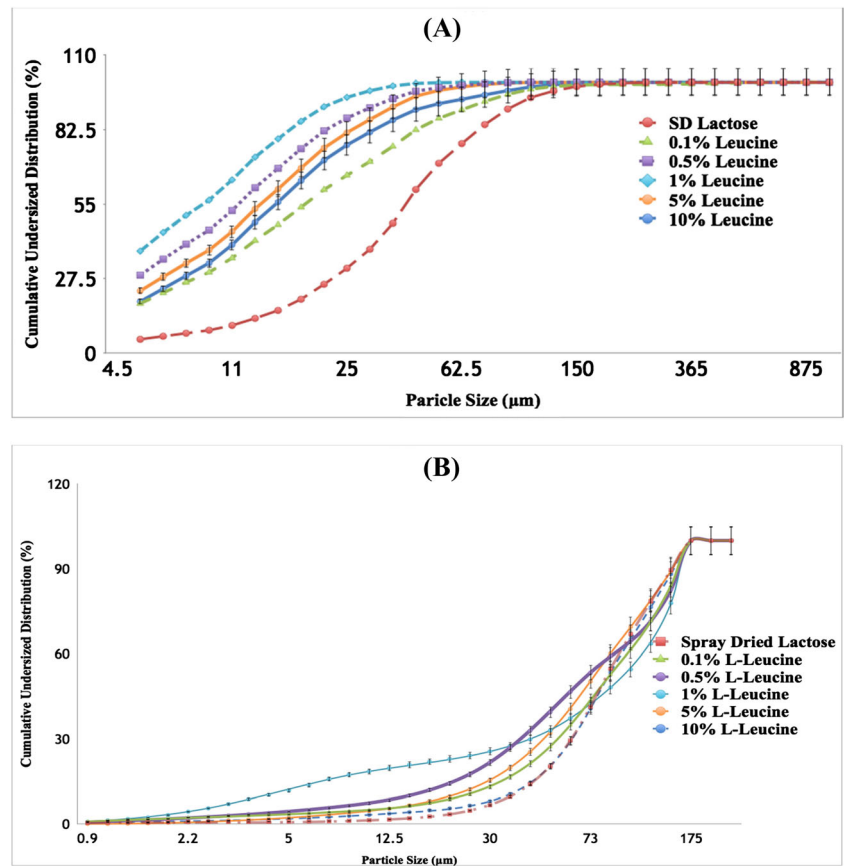 (A)
110
82.5
55
27.5
0
Cumulative Undersized Distribution (%)
SD Lactose
0.1% Leucine
0.5% Leucine
1% Leucine
5% Leucine
10% Leucine
4.5 11 25 62.5 150 365 875
Paricle Size (µm)
(B)
120
90
60
30
0
Cumulative Undersized Distribution (%)
Spray Dried Lactose
0.1% L-Leucine
0.5% L-Leucine
1% L-Leucine
5% L-Leucine
10% L-Leucine
0.9 2.2 5 12.5 30 73 175
Particle Size (µm)